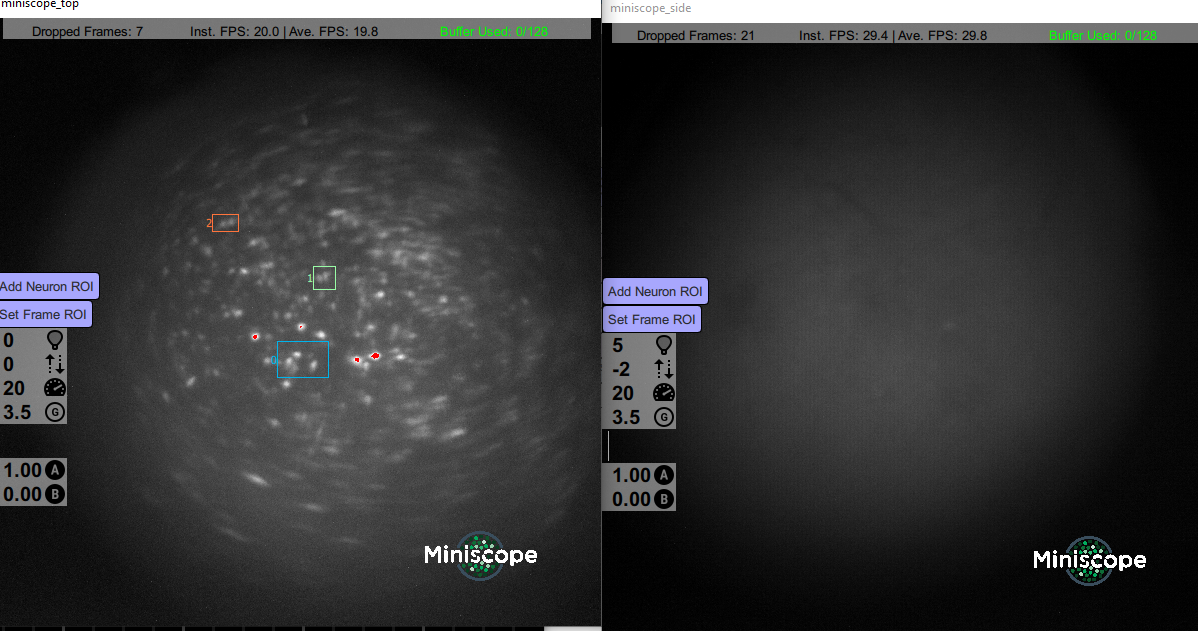 miniscope_top
Dropped Frames: 7 Inst. FPS: 20.0 | Ave. FPS: 19.8 Buffer Used: 0/128
2
1
Add Neuron ROI
Set Frame ROI
0
0
0
20
3.5 G
1.00 A
0.00 B
Miniscope
miniscope_side
Dropped Frames: 21 Inst. FPS: 29.4 | Ave. FPS: 29.8 Buffer Used: 0/128
Add Neuron ROI
Set Frame ROI
5
-2
20
3.5 G
1.00 A
0.00 B
Miniscope